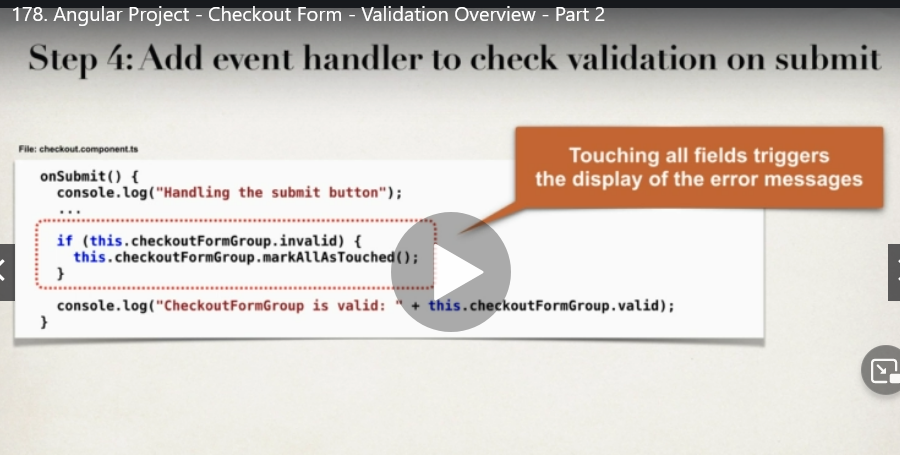 178. Angular Project - Checkout Form - Validation Overview - Part 2
Step 4: Add event handler to check validation on submit
File: checkout.component.ts
Touching all fields triggers
the display of the error messages
onSubmit() {
console.log("Handling the submit button");
...
if (this.checkoutFormGroup.invalid) {
this.checkoutFormGroup.markAllAsTouched();
}
console.log("CheckoutFormGroup is valid: " + this.checkoutFormGroup.valid);
}